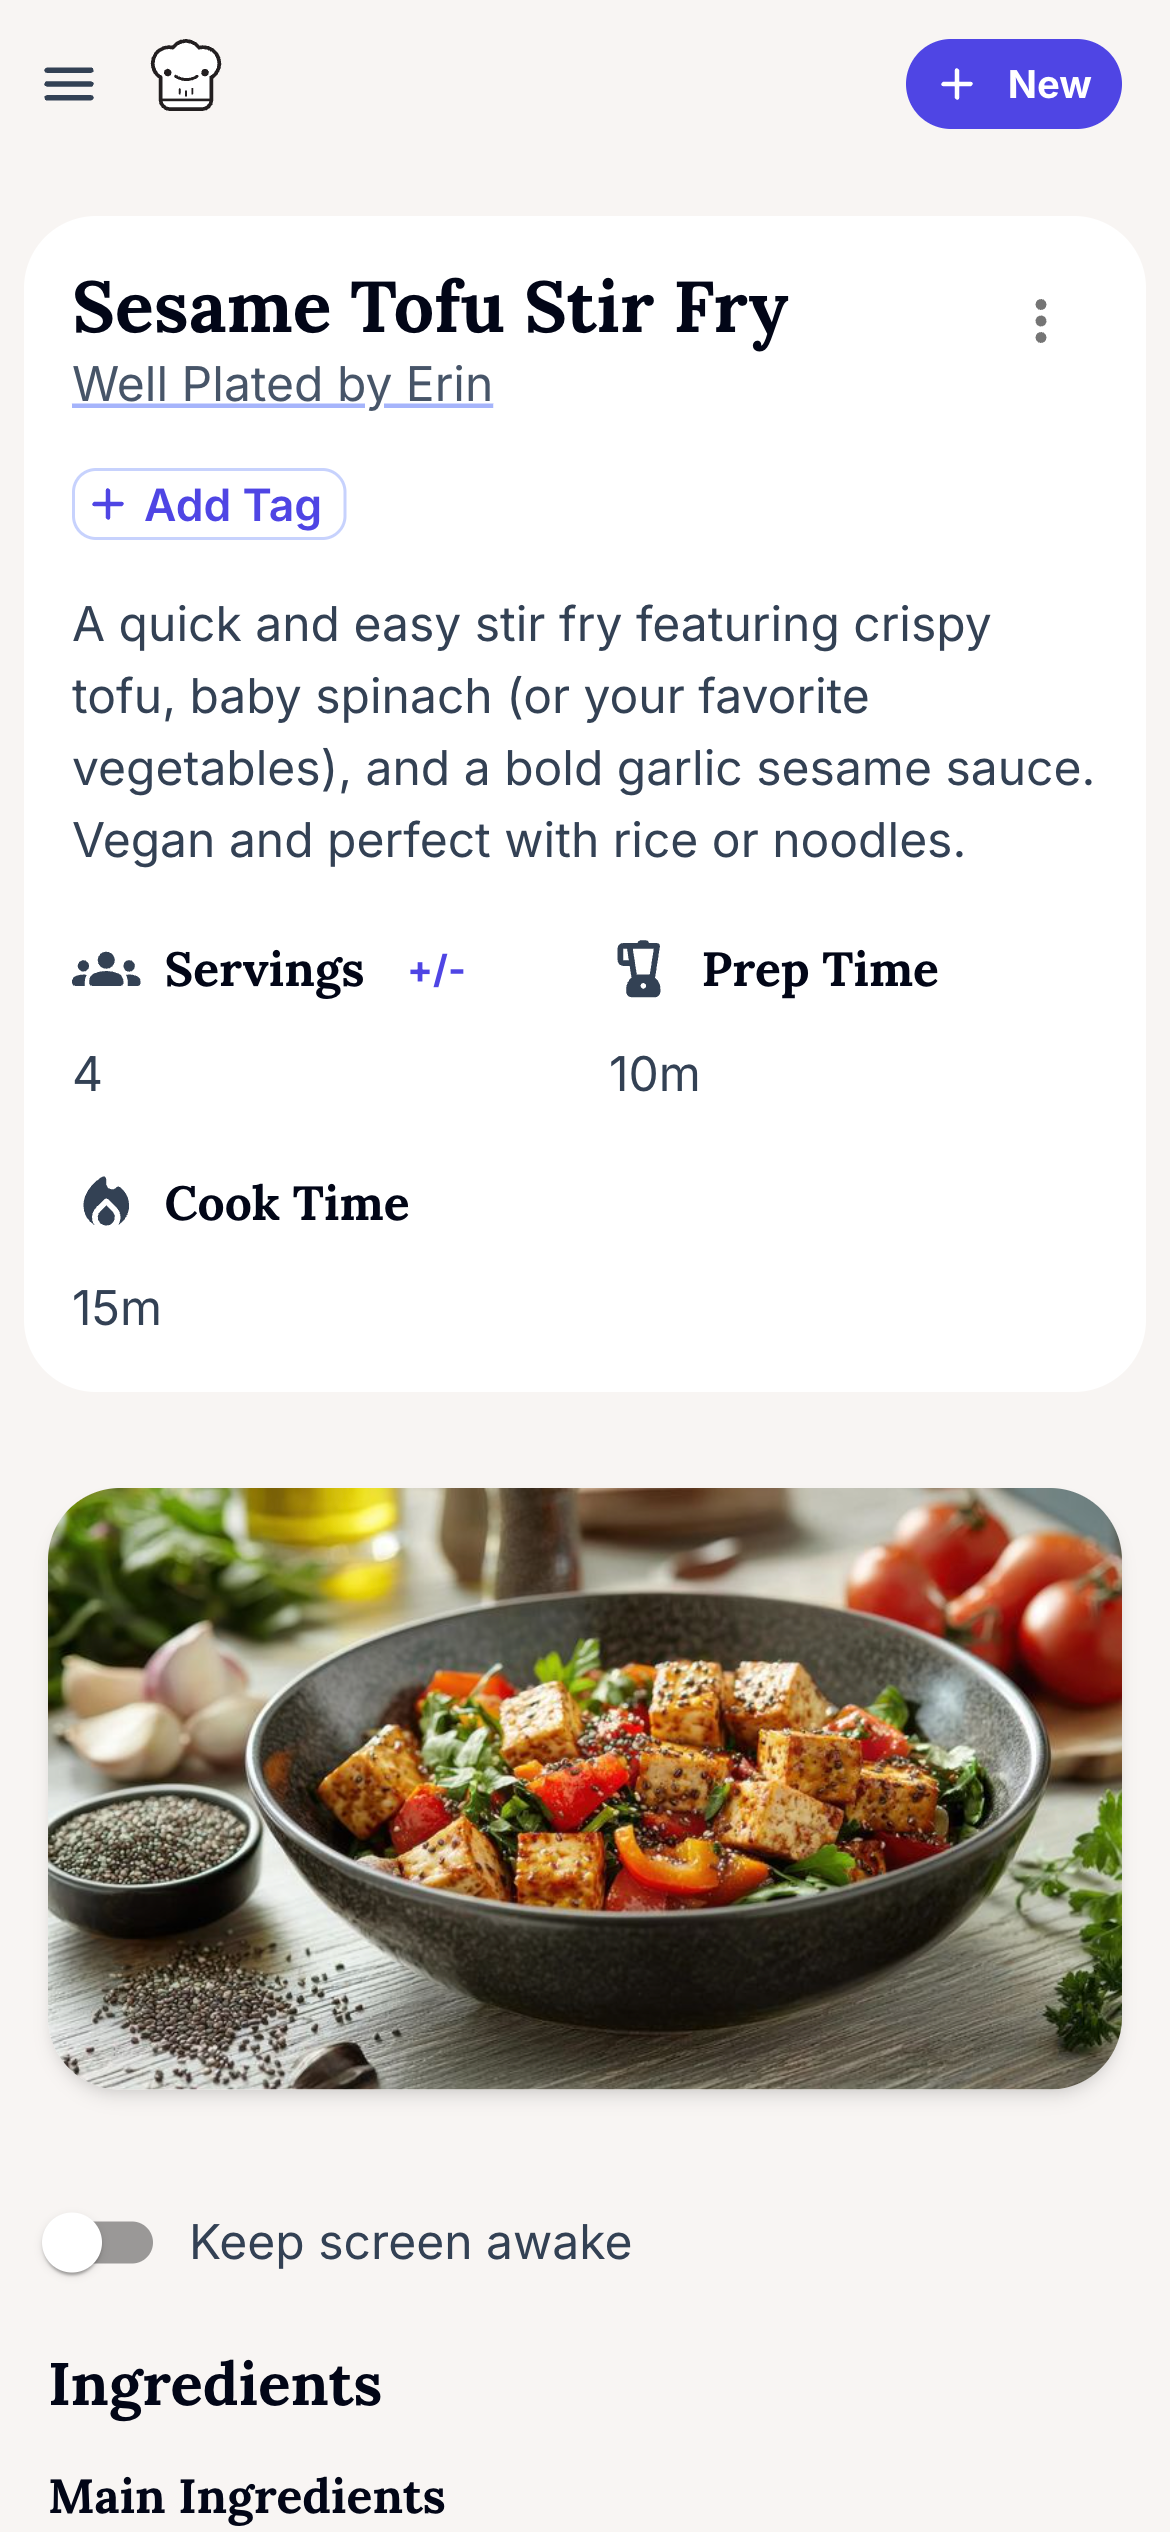 New
Sesame Tofu Stir Fry
Well Plated by Erin
+ Add Tag
A quick and easy stir fry featuring crispy
tofu, baby spinach (or your favorite
vegetables), and a bold garlic sesame sauce.
Vegan and perfect with rice or noodles.
Servings +/-
4
Prep Time
10m
Cook Time
15m
Keep screen awake
Ingredients
Main Ingredients